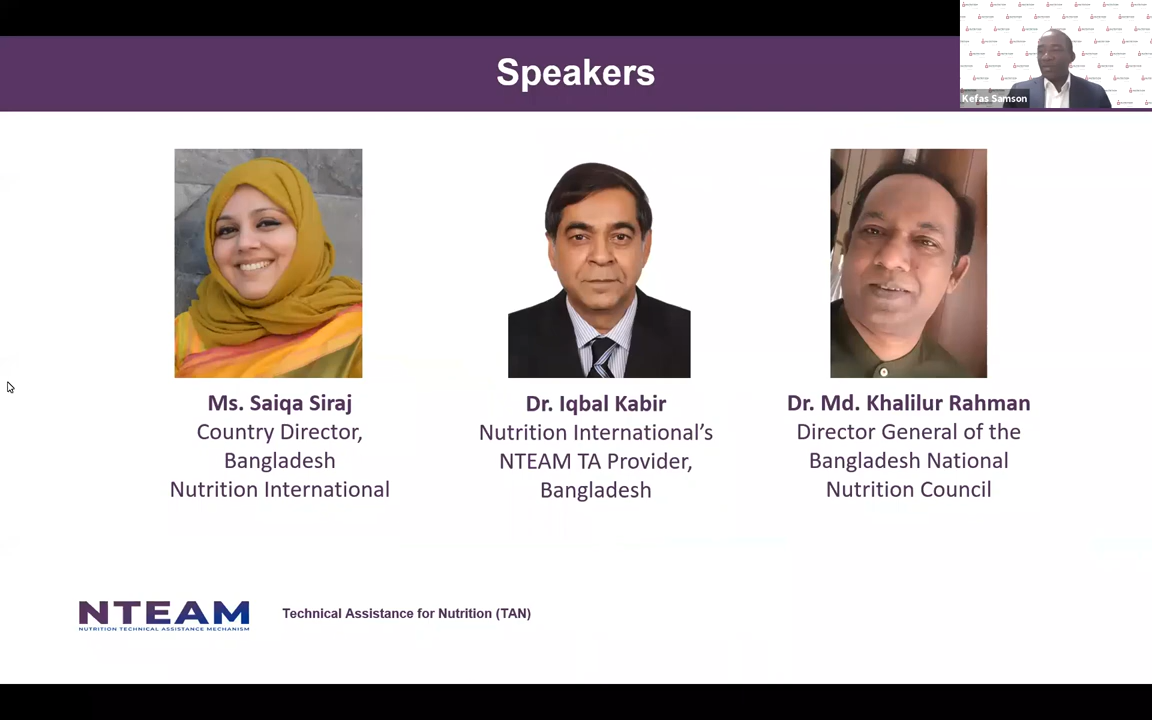 Speakers
Kefas Samson
Ms. Saiqa Siraj
Country Director,
Bangladesh
Nutrition International
Dr. Iqbal Kabir
Nutrition International's
NTEAM TA Provider,
Bangladesh
Dr. Md. Khalilur Rahman
Director General of the
Bangladesh National
Nutrition Council
NTEAM
NUTRITION TECHNICAL ASSISTANCE MECHANISM
Technical Assistance for Nutrition (TAN)